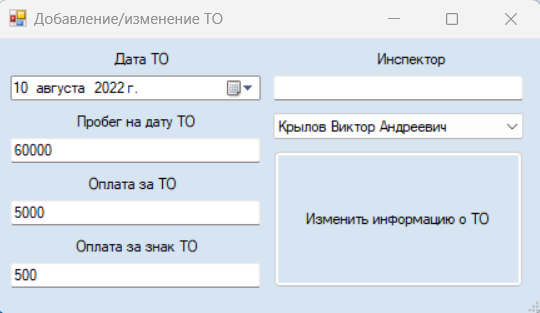 Добавление/изменение ТО
Дата ТО
10 августа 2022 г.
Пробег на дату ТО
60000
Оплата за ТО
5000
Оплата за знак ТО
500
Инспектор
Крылов Виктор Андреевич
Изменить информацию о ТО